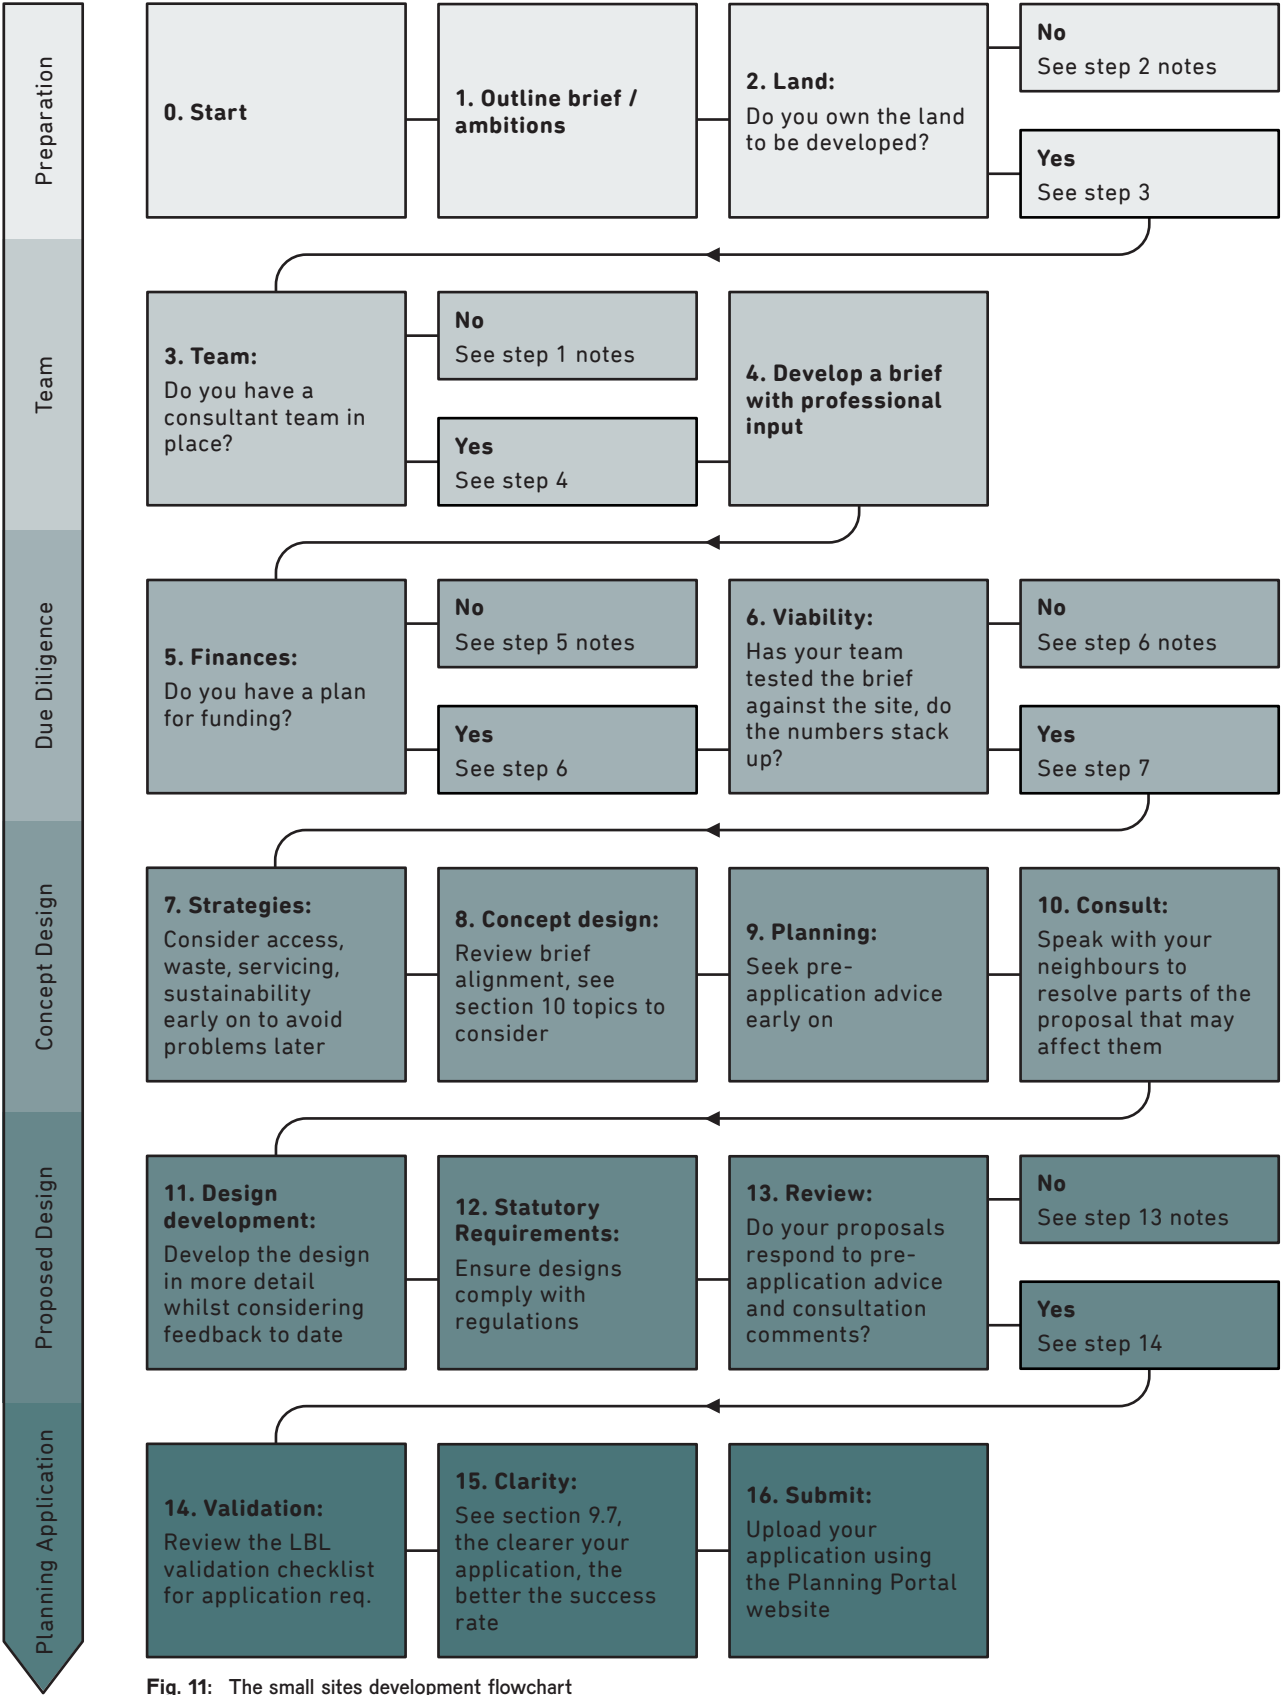 Preparation
0. Start
1. Outline brief /
ambitions
2. Land:
Do you own the land
to be developed?
No
See step 2 notes
Yes
See step 3
Team
3. Team:
Do you have a
consultant team in
place?
No
See step 1 notes
Yes
See step 4
4. Develop a brief
with professional
input
Due Diligence
5. Finances:
Do you have a plan
for funding?
No
See step 5 notes
Yes
See step 6
6. Viability:
Has your team
tested the brief
against the site, do
the numbers stack
up?
No
See step 6 notes
Yes
See step 7
Concept Design
7. Strategies:
Consider access,
waste, servicing,
sustainability
early on to avoid
problems later
8. Concept design:
Review brief
alignment, see
section 10 topics to
consider
9. Planning:
Seek pre-
application advice
early on
10. Consult:
Speak with your
neighbours to
resolve parts of the
proposal that may
affect them
Proposed Design
11. Design
development:
Develop the design
in more detail
whilst considering
feedback to date
12. Statutory
Requirements:
Ensure designs
comply with
regulations
13. Review:
Do your proposals
respond to pre-
application advice
and consultation
comments?
No
See step 13 notes
Yes
See step 14
Planning Application
14. Validation:
Review the LBL
validation checklist
for application req.
15. Clarity:
See section 9.7,
the clearer your
application, the
better the success
rate
16. Submit:
Upload your
application using
the Planning Portal
website
Fig. 11: The small sites development flowchart